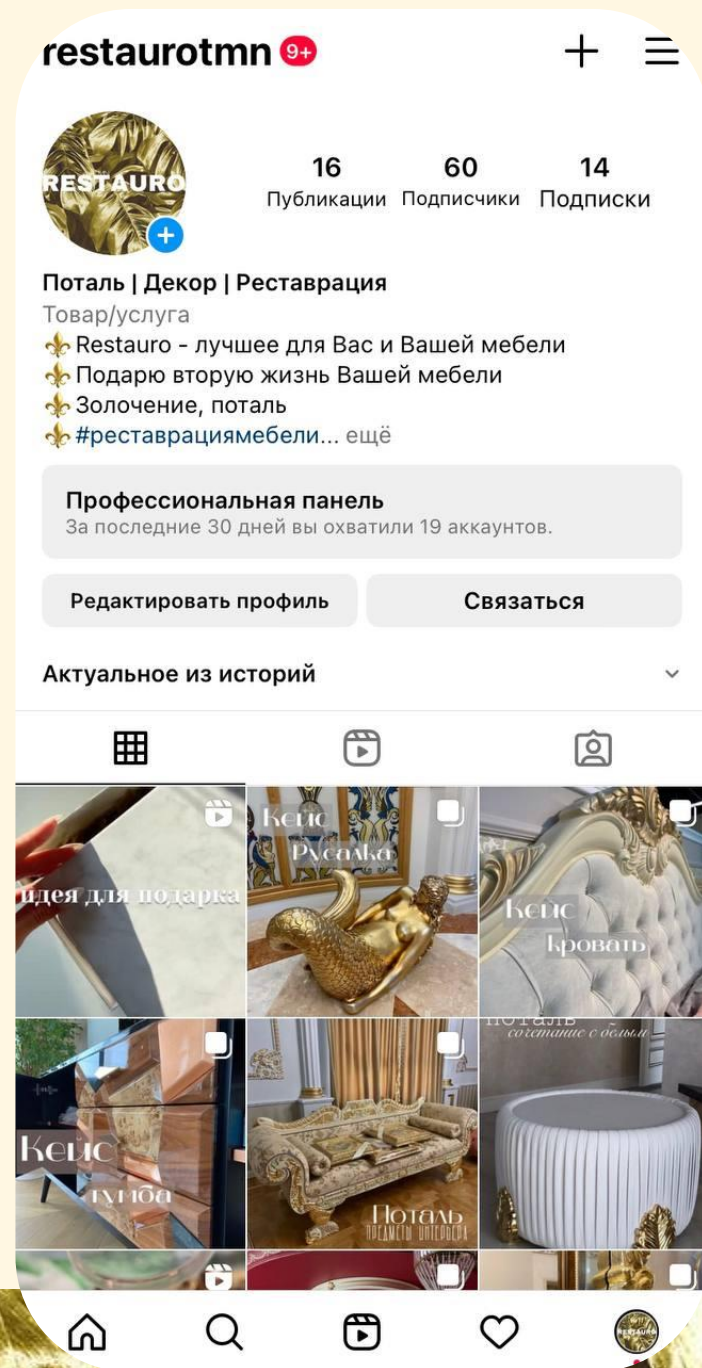 restaurotmn 9+
RESTAURO
16 60 14
Публикации Подписчики Подписки
Поталь | Декор | Реставрация
Товар/услуга
Restauro - лучшее для Вас и Вашей мебели
Подарю вторую жизнь Вашей мебели
Золочение, поталь
#реставрациямебели... ещё
Профессиональная панель
За последние 30 дней вы охватили 19 аккаунтов.
Редактировать профиль Связаться
Актуальное из историй
идея для подарка
Кейс
Русалка
Кейс
кровать
Кейс
тумба
Поталь
ПРЕДМЕТЫ ИНТЕРЬЕРА
поталь
сочетание с белым
RESTAURO